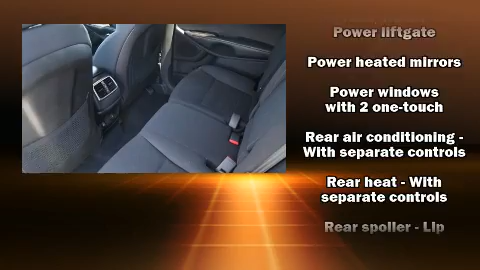 Power liftgate
Power heated mirrors
Power windows
with 2 one-touch
Rear air conditioning -
With separate controls
Rear heat - With
separate controls
Rear spoiler - Lip